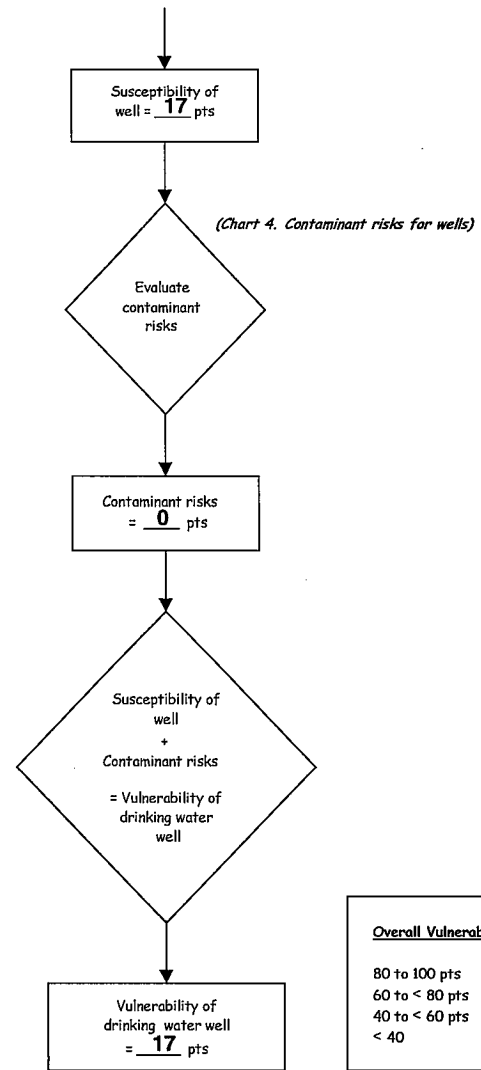 Susceptibility of
well = 17 pts
(Chart 4. Contaminant risks for wells)
Evaluate
contaminant
risks
Contaminant risks
= 0 pts
Susceptibility of
well
+
Contaminant risks
= Vulnerability of
drinking water
well
Overall Vulnerab
80 to 100 pts
60 to < 80 pts
40 to < 60 pts
< 40
Vulnerability of
drinking water well
= 17 pts